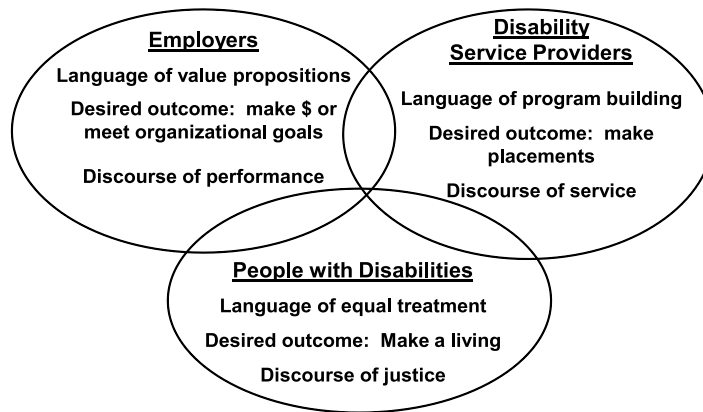 Employers
Language of value propositions
Desired outcome:  make $ or
meet organizational goals
Discourse of performance
Disability
Service Providers
Language of program building
Desired outcome:  make
placements
Discourse of service
People with Disabilities
Language of equal treatment
Desired outcome:  Make a living
Discourse of justice